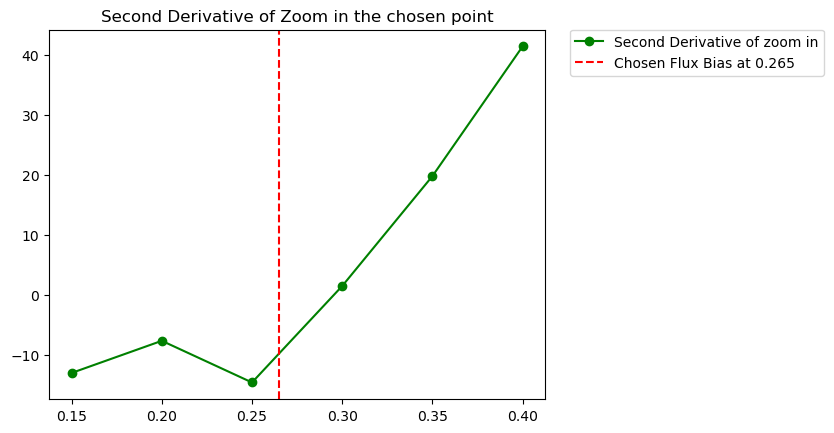 Second Derivative of Zoom in the chosen point
Second Derivative of zoom in
Chosen Flux Bias at 0.265
40
30
20
10
0
−10
0.15 0.20 0.25 0.30 0.35 0.40